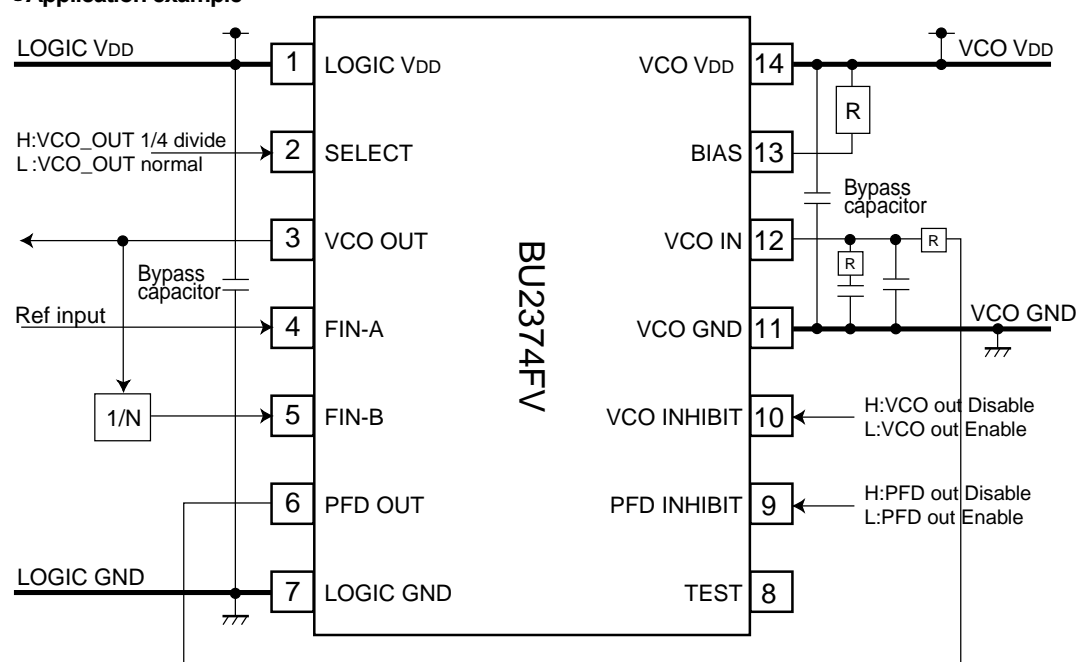 •Application example
LOGIC VDD
1 LOGIC VDD
VCO VDD 14
VCO VDD
H:VCO_OUT 1/4 divide
L :VCO_OUT normal
2 SELECT
BIAS 13
R
3 VCO OUT
VCO IN 12
R
R
Bypass
capacitor
Bypass
capacitor
BU2374FV
Ref input
4 FIN-A
VCO GND 11
VCO GND
1/N
5 FIN-B
VCO INHIBIT 10
H:VCO out Disable
L:VCO out Enable
6 PFD OUT
PFD INHIBIT 9
H:PFD out Disable
L:PFD out Enable
LOGIC GND
7 LOGIC GND
TEST 8